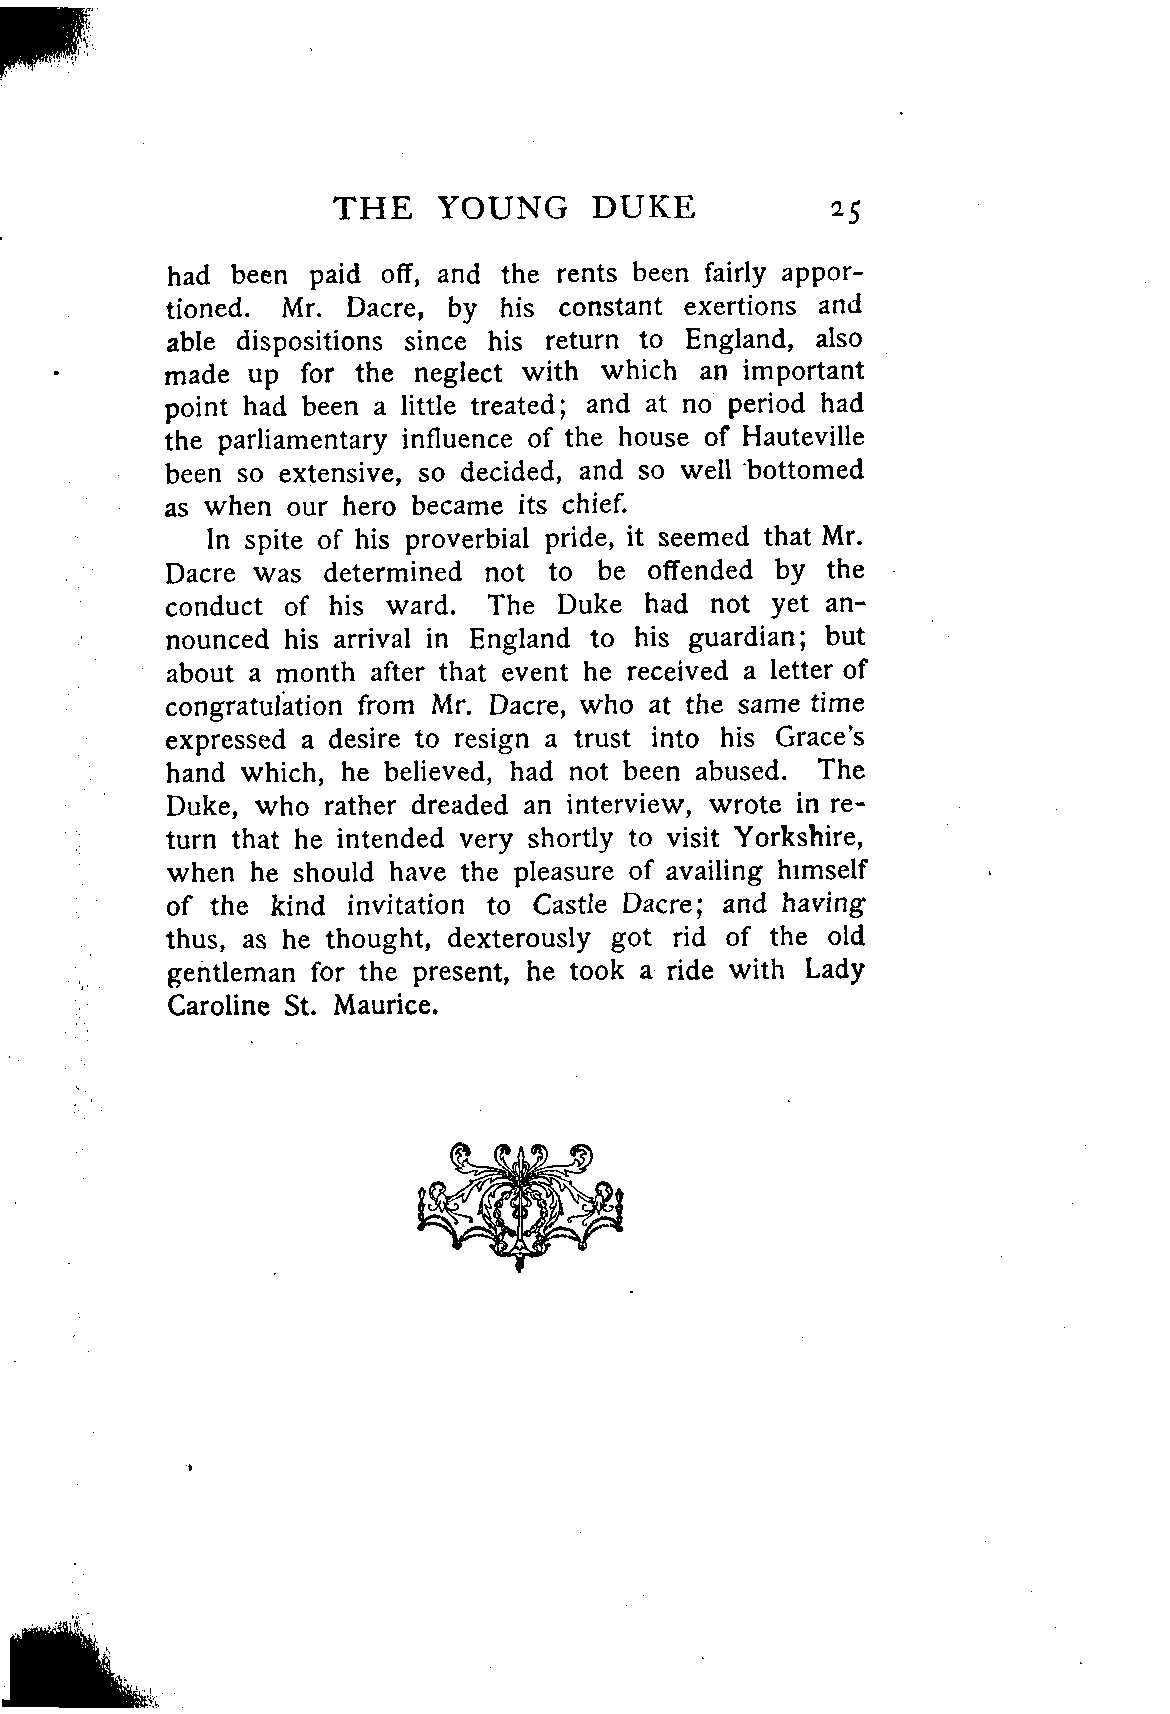 THE YOUNG DUKE 25
had been paid off, and the rents been fairly appor-
tioned. Mr. Dacre, by his constant exertions and
able dispositions since his return to England, also
made up for the neglect with which an important
point had been a little treated; and at no period had
the parliamentary influence of the house of Hauteville
been so extensive, so decided, and so well bottomed
as when our hero became its chief.
In spite of his proverbial pride, it seemed that Mr.
Dacre was determined not to be offended by the
conduct of his ward. The Duke had not yet an-
nounced his arrival in England to his guardian; but
about a month after that event he received a letter of
congratulation from Mr. Dacre, who at the same time
expressed a desire to resign a trust into his Grace's
hand which, he believed, had not been abused. The
Duke, who rather dreaded an interview, wrote in re-
turn that he intended very shortly to visit Yorkshire,
when he should have the pleasure of availing himself
of the kind invitation to Castle Dacre; and having
thus, as he thought, dexterously got rid of the old
gentleman for the present, he took a ride with Lady
Caroline St. Maurice.